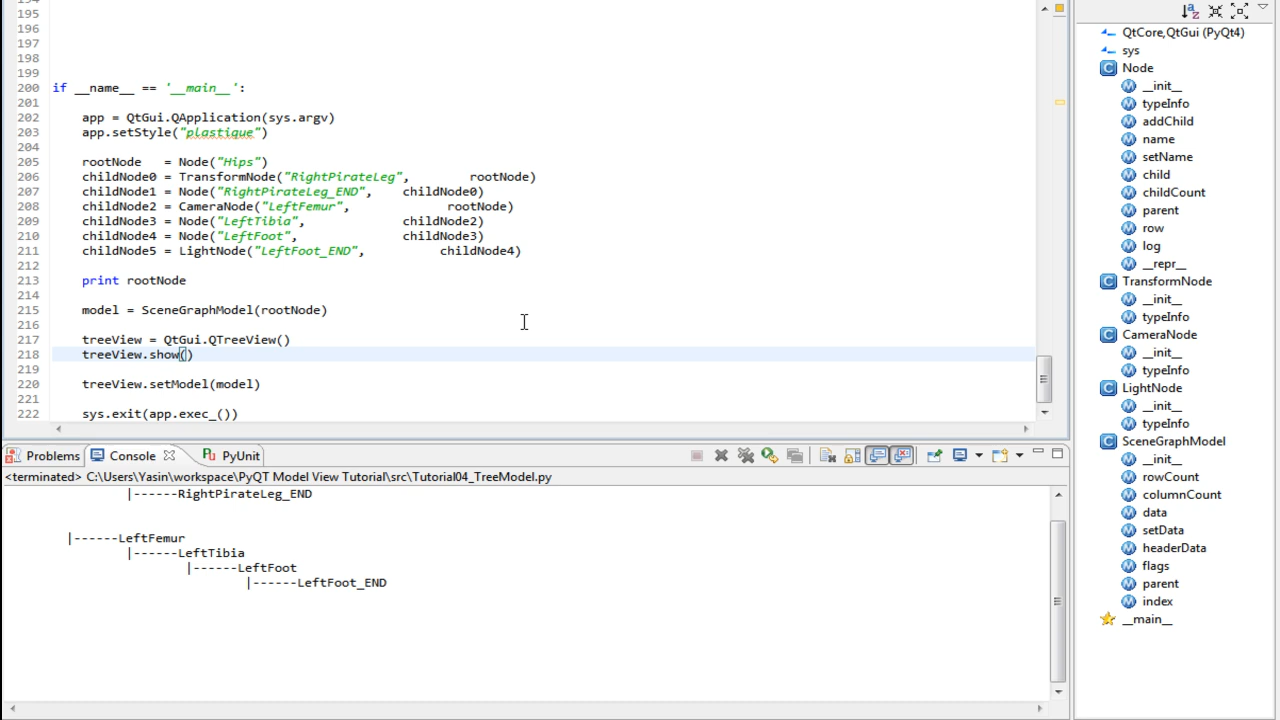 194
195
196
197
198
199
200 if __name__ == '__main__':
201
202 app = QtGui.QApplication(sys.argv)
203 app.setStyle("plastique")
204
205 rootNode = Node("Hips")
206 childNode0 = TransformNode("RightPirateLeg", rootNode)
207 childNode1 = Node("RightPirateLeg_END", childNode0)
208 childNode2 = CameraNode("LeftFemur", rootNode)
209 childNode3 = Node("LeftTibia", childNode2)
210 childNode4 = Node("LeftFoot", childNode3)
211 childNode5 = LightNode("LeftFoot_END", childNode4)
212
213 print rootNode
214
215 model = SceneGraphModel(rootNode)
216
217 treeView = QtGui.QTreeView()
218 treeView.show()
219
220 treeView.setModel(model)
221
222 sys.exit(app.exec_())
Problems Console PyUnit
<terminated> C:\Users\Yasin\workspace\PyQT Model View Tutorial\src\Tutorial04_TreeModel.py
|------RightPirateLeg_END
|------LeftFemur
|------LeftTibia
|------LeftFoot
|------LeftFoot_END
QtCore,QtGui (PyQt4)
sys
Node
__init__
typeInfo
addChild
name
setName
child
childCount
parent
row
log
__repr__
TransformNode
__init__
typeInfo
CameraNode
__init__
typeInfo
LightNode
__init__
typeInfo
SceneGraphModel
__init__
rowCount
columnCount
data
setData
headerData
flags
parent
index
__main__